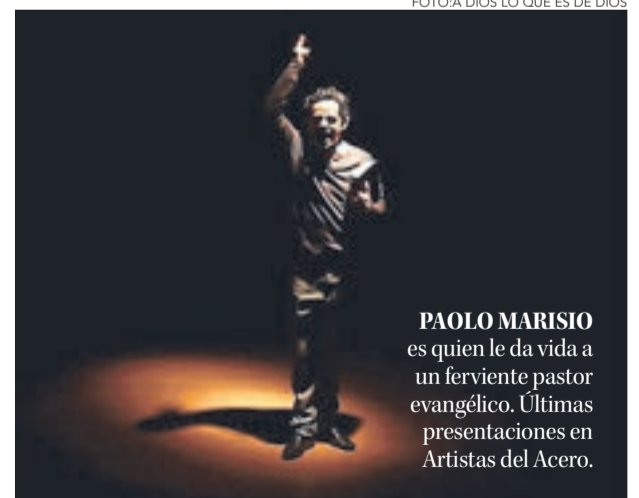 FOTO:A DIOS LO QUE ES DE DIOS
PAOLO MARISIO
es quien le da vida a
un ferviente pastor
evangélico. Últimas
presentaciones en
Artistas del Acero.